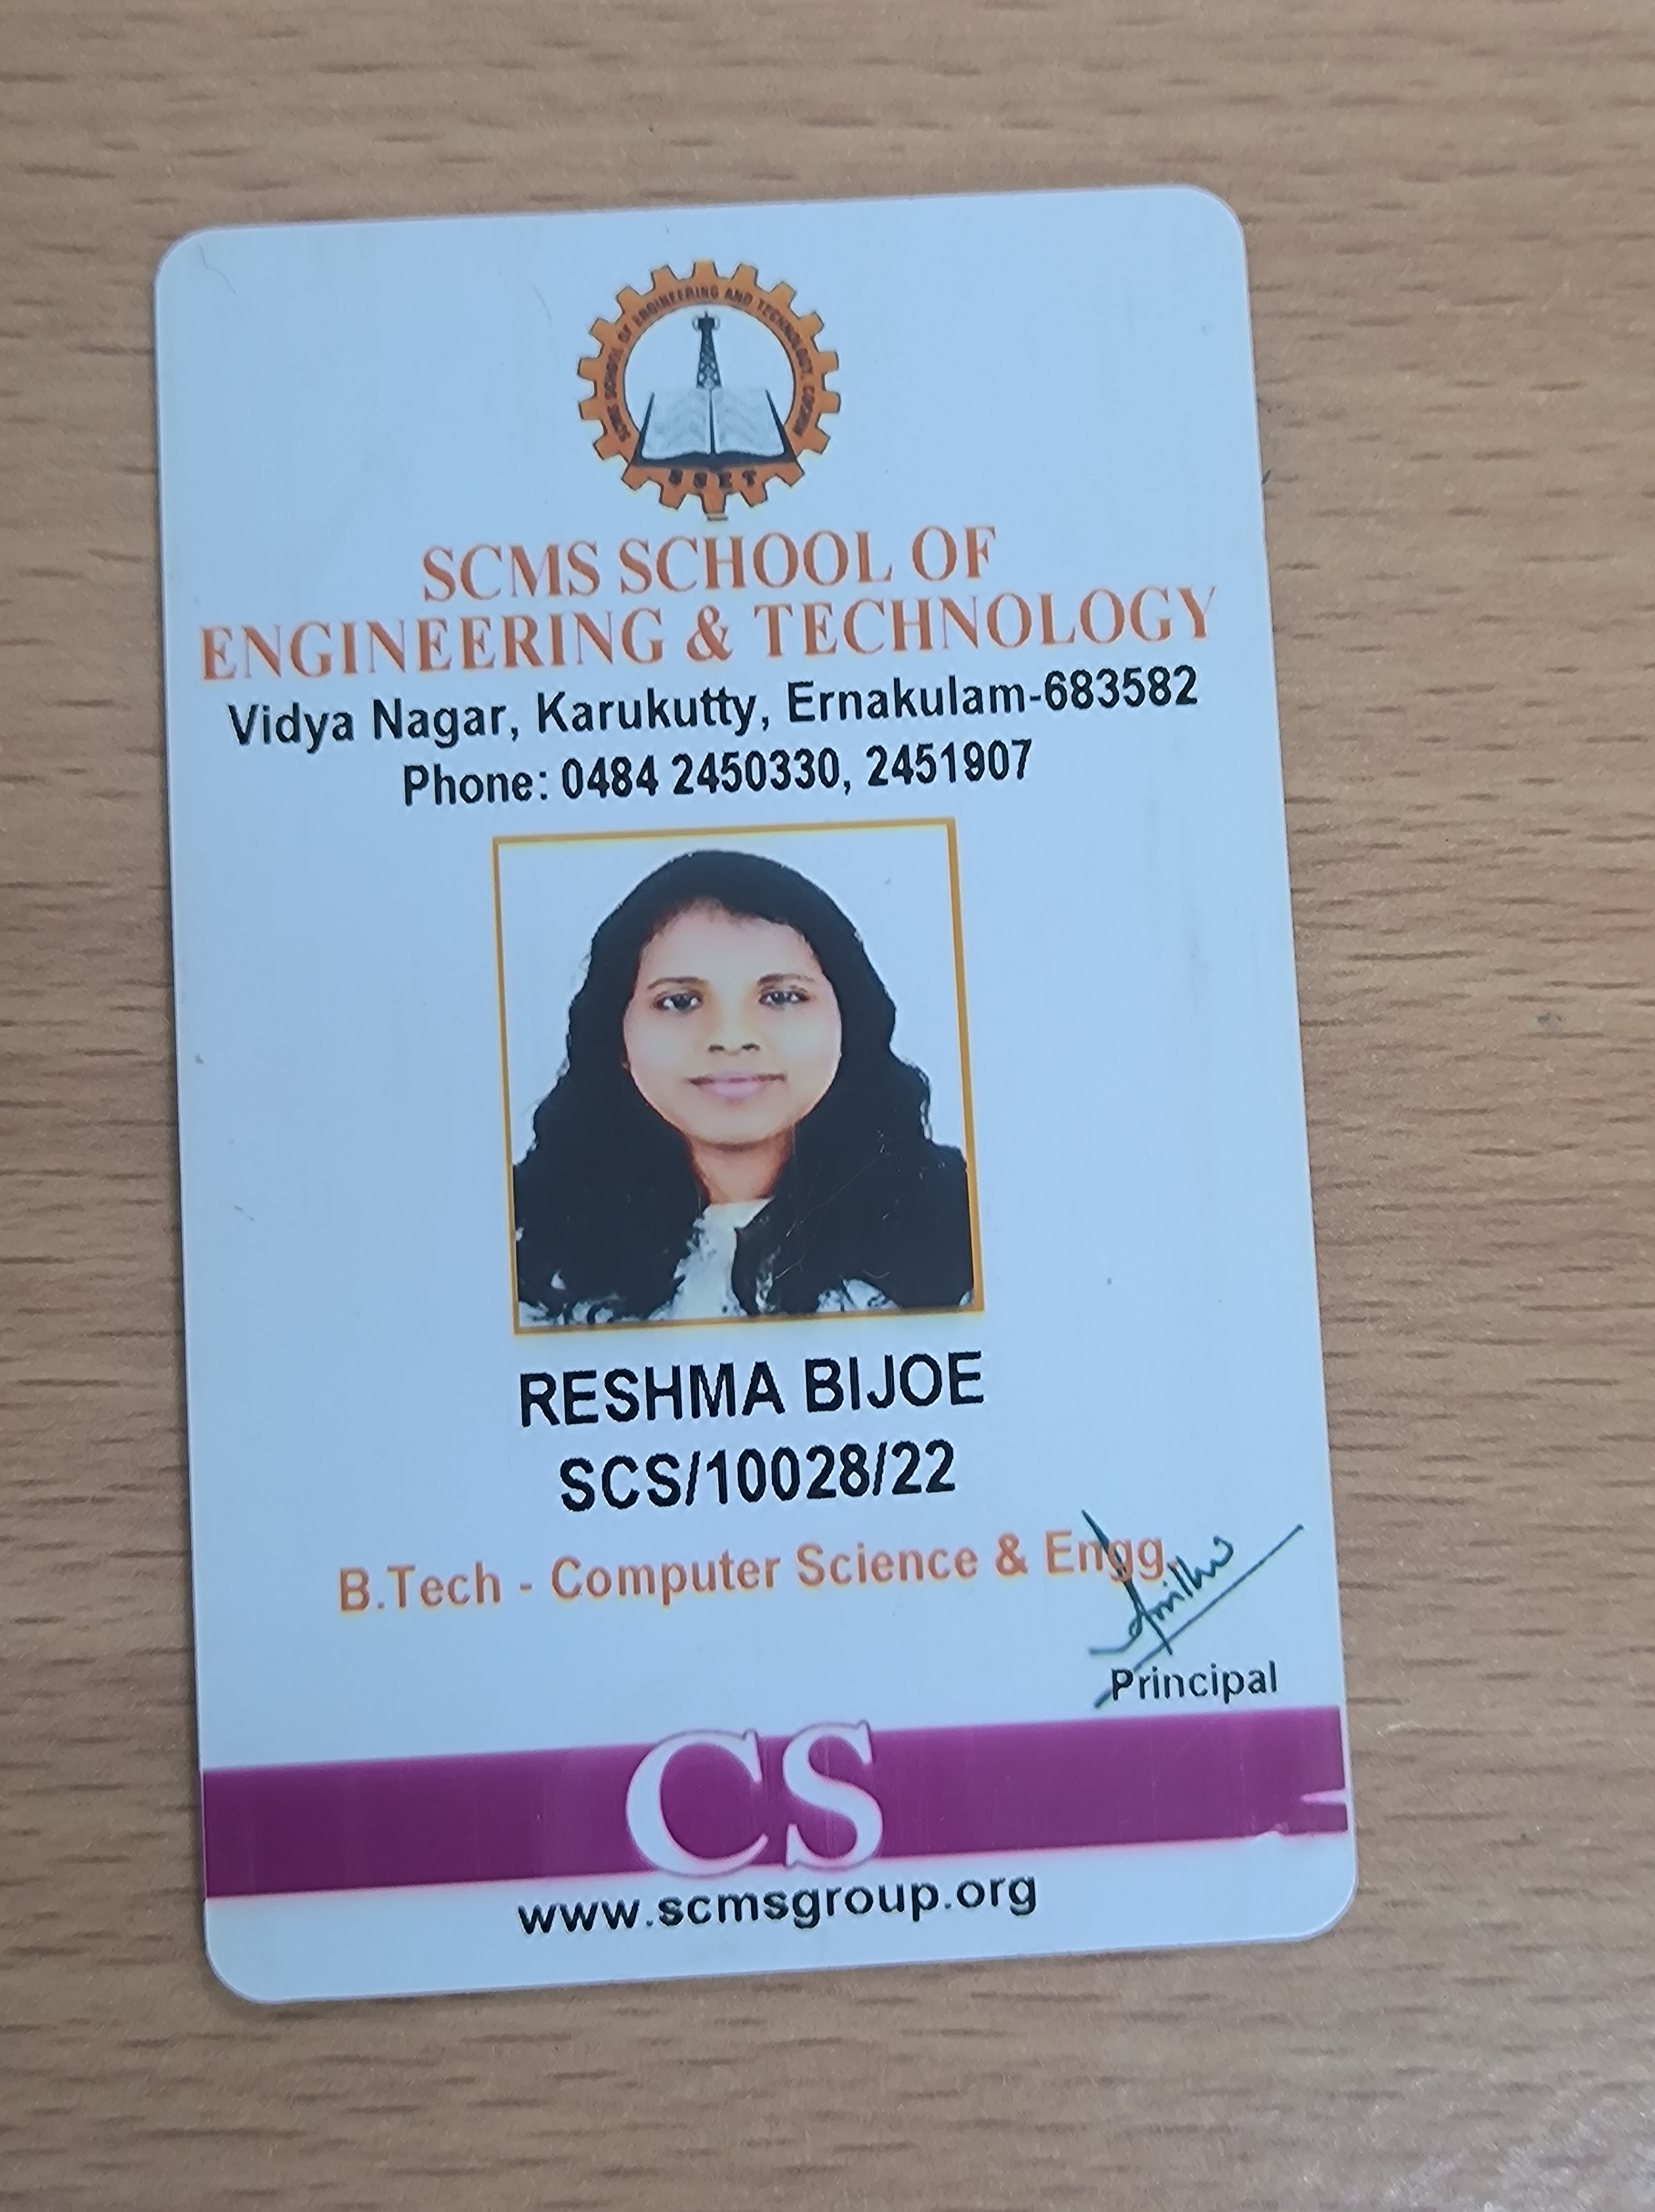 SCMS SCHOOL OF ENGINEERING AND TECHNOLOGY, COCHIN
SSET
SCMS SCHOOL OF
ENGINEERING & TECHNOLOGY
Vidya Nagar, Karukutty, Ernakulam-683582
Phone: 0484 2450330, 2451907
RESHMA BIJOE
SCS/10028/22
B.Tech - Computer Science & Engg.
Principal
CS
www.scmsgroup.org